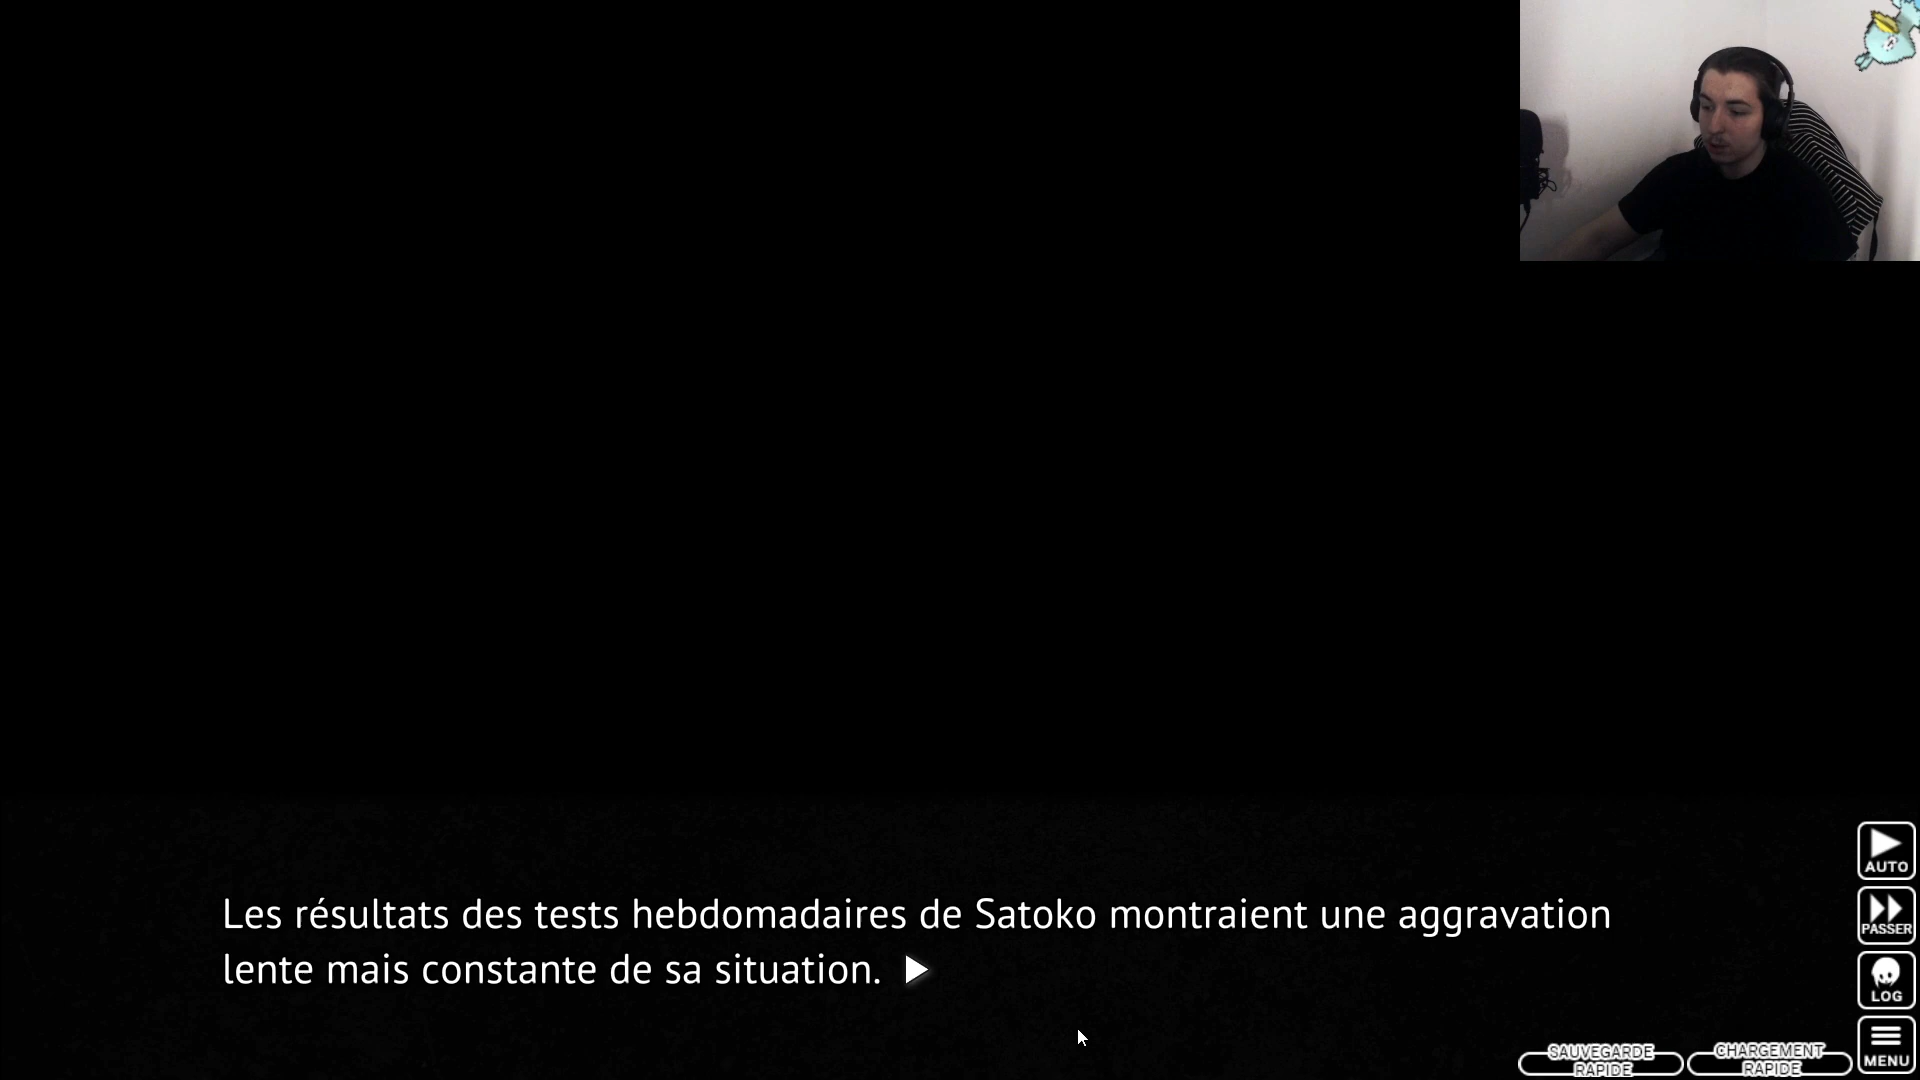 Les résultats des tests hebdomadaires de Satoko montraient une aggravation
lente mais constante de sa situation.
AUTO
PASSER
LOG
MENU
SAUVEGARDE
RAPIDE
CHARGEMENT
RAPIDE